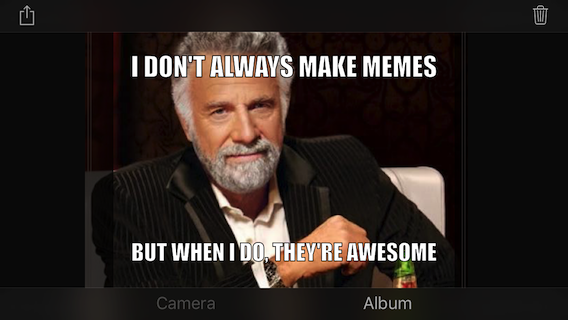 I DON'T ALWAYS MAKE MEMES
BUT WHEN I DO, THEY'RE AWESOME
Camera
Album